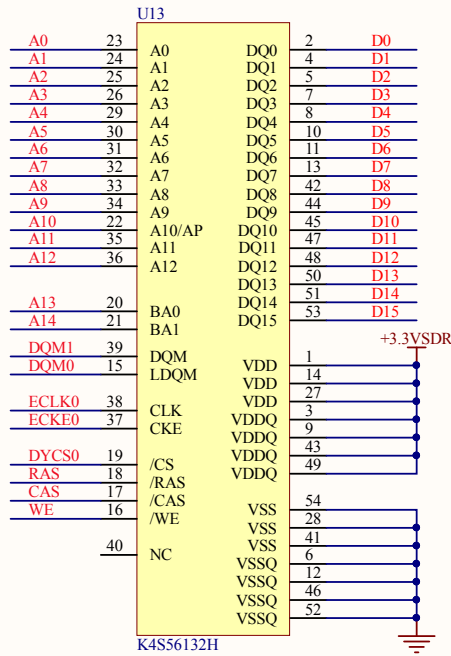 U13
A0 23 A0 DQ0 2 D0
A1 24 A1 DQ1 4 D1
A2 25 A2 DQ2 5 D2
A3 26 A3 DQ3 7 D3
A4 29 A4 DQ4 8 D4
A5 30 A5 DQ5 10 D5
A6 31 A6 DQ6 11 D6
A7 32 A7 DQ7 13 D7
A8 33 A8 DQ8 42 D8
A9 34 A9 DQ9 44 D9
A10 22 A10/AP DQ10 45 D10
A11 35 A11 DQ11 47 D11
A12 36 A12 DQ12 48 D12
DQ13 50 D13
DQ14 51 D14
A13 20 BA0 DQ15 53 D15
A14 21 BA1
+3.3VSDR
DQM1 39 DQM VDD 1
DQM0 15 LDQM VDD 14
VDD 27
ECLK0 38 CLK VDDQ 3
ECKE0 37 CKE VDDQ 9
VDDQ 43
DYCS0 19 /CS VDDQ 49
RAS 18 /RAS
CAS 17 /CAS VSS 54
WE 16 /WE VSS 28
VSS 41
40 NC VSSQ 6
VSSQ 12
VSSQ 46
VSSQ 52
K4S56132H